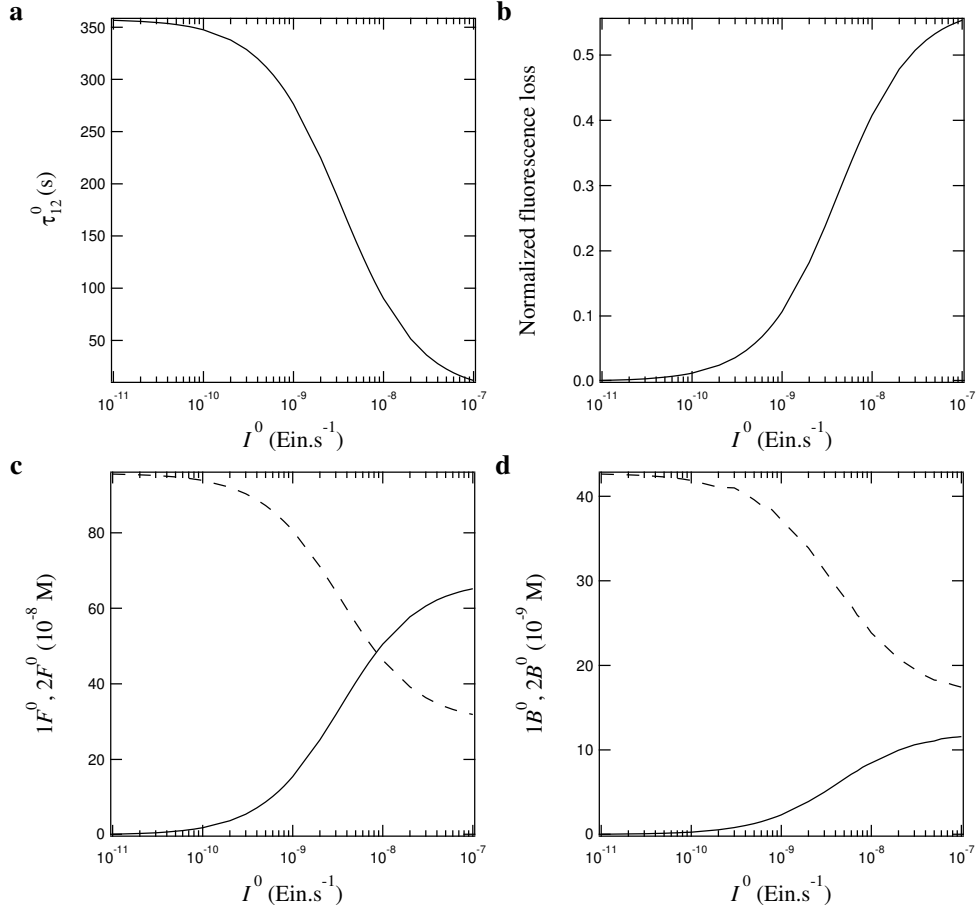 a
350
300
250
200
150
100
50
τ₁₂⁰ (s)
10⁻¹¹ 10⁻¹⁰ 10⁻⁹ 10⁻⁸ 10⁻⁷
I⁰ (Ein.s⁻¹)
b
0.5
0.4
0.3
0.2
0.1
0.0
Normalized fluorescence loss
10⁻¹¹ 10⁻¹⁰ 10⁻⁹ 10⁻⁸ 10⁻⁷
I⁰ (Ein.s⁻¹)
c
80
60
40
20
0
1F⁰, 2F⁰ (10⁻⁸ M)
10⁻¹¹ 10⁻¹⁰ 10⁻⁹ 10⁻⁸ 10⁻⁷
I⁰ (Ein.s⁻¹)
d
40
30
20
10
0
1B⁰, 2B⁰ (10⁻⁹ M)
10⁻¹¹ 10⁻¹⁰ 10⁻⁹ 10⁻⁸ 10⁻⁷
I⁰ (Ein.s⁻¹)